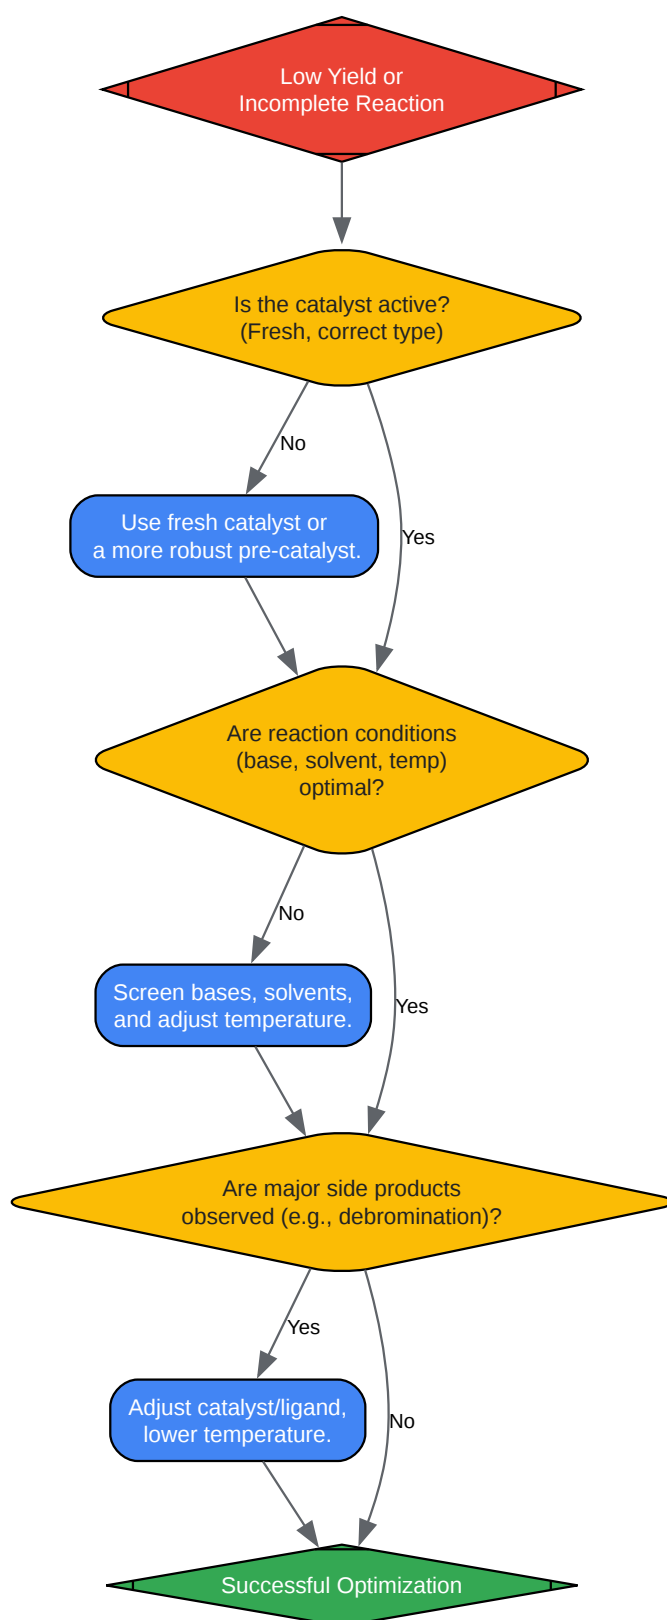 Low Yield or
Incomplete Reaction
Is the catalyst active?
(Fresh, correct type)
No
Yes
Use fresh catalyst or
a more robust pre-catalyst.
Are reaction conditions
(base, solvent, temp)
optimal?
No
Yes
Screen bases, solvents,
and adjust temperature.
Are major side products
observed (e.g., debromination)?
Yes
No
Adjust catalyst/ligand,
lower temperature.
Successful Optimization